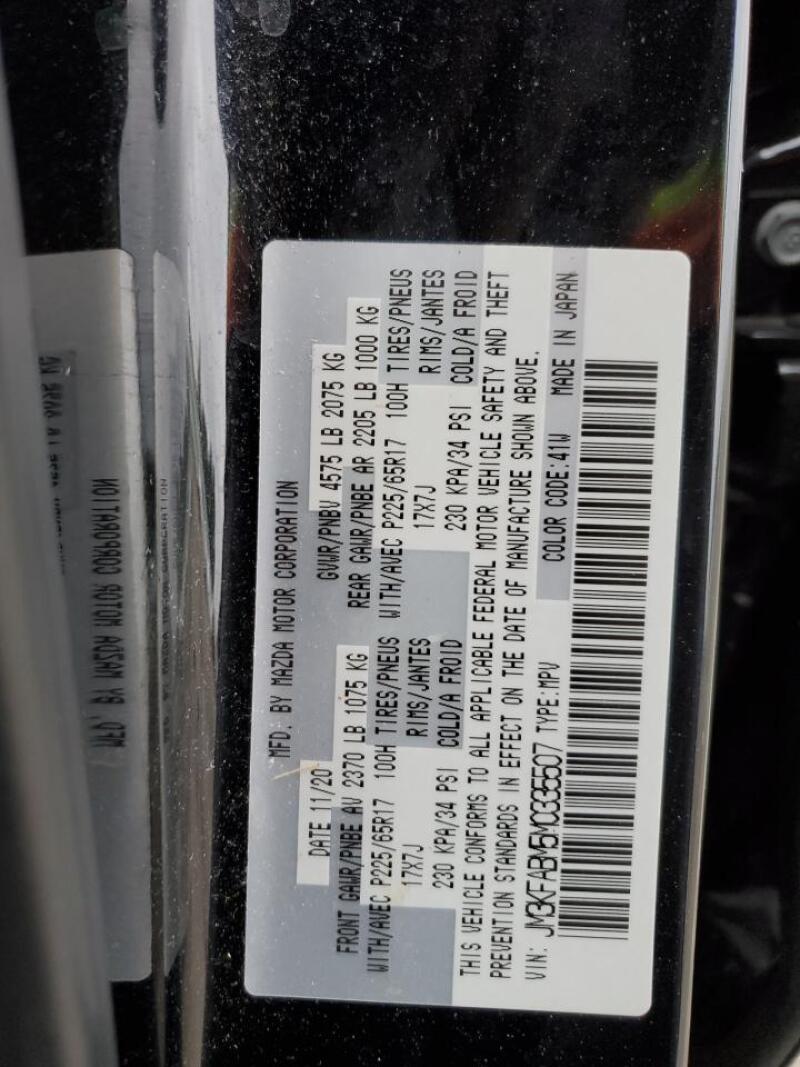 MFD. BY MAZDA MOTOR CORPORATION
DATE 11/20 GVWR/PNBV 4575 LB 2075 KG
FRONT GAWR/PNBE AV 2370 LB 1075 KG REAR GAWR/PNBE AR 2205 LB 1000 KG
WITH/AVEC P225/65R17 100H TIRES/PNEUS WITH/AVEC P225/65R17 100H TIRES/PNEUS
17X7J RIMS/JANTES 17X7J RIMS/JANTES
230 KPA/34 PSI COLD/A FROID 230 KPA/34 PSI COLD/A FROID
THIS VEHICLE CONFORMS TO ALL APPLICABLE FEDERAL MOTOR VEHICLE SAFETY AND THEFT
PREVENTION STANDARDS IN EFFECT ON THE DATE OF MANUFACTURE SHOWN ABOVE.
VIN: JM3KFABM5M0335507 TYPE:MPV COLOR CODE:41W MADE IN JAPAN
MFD. BY MAZDA MOTOR CORPORATION